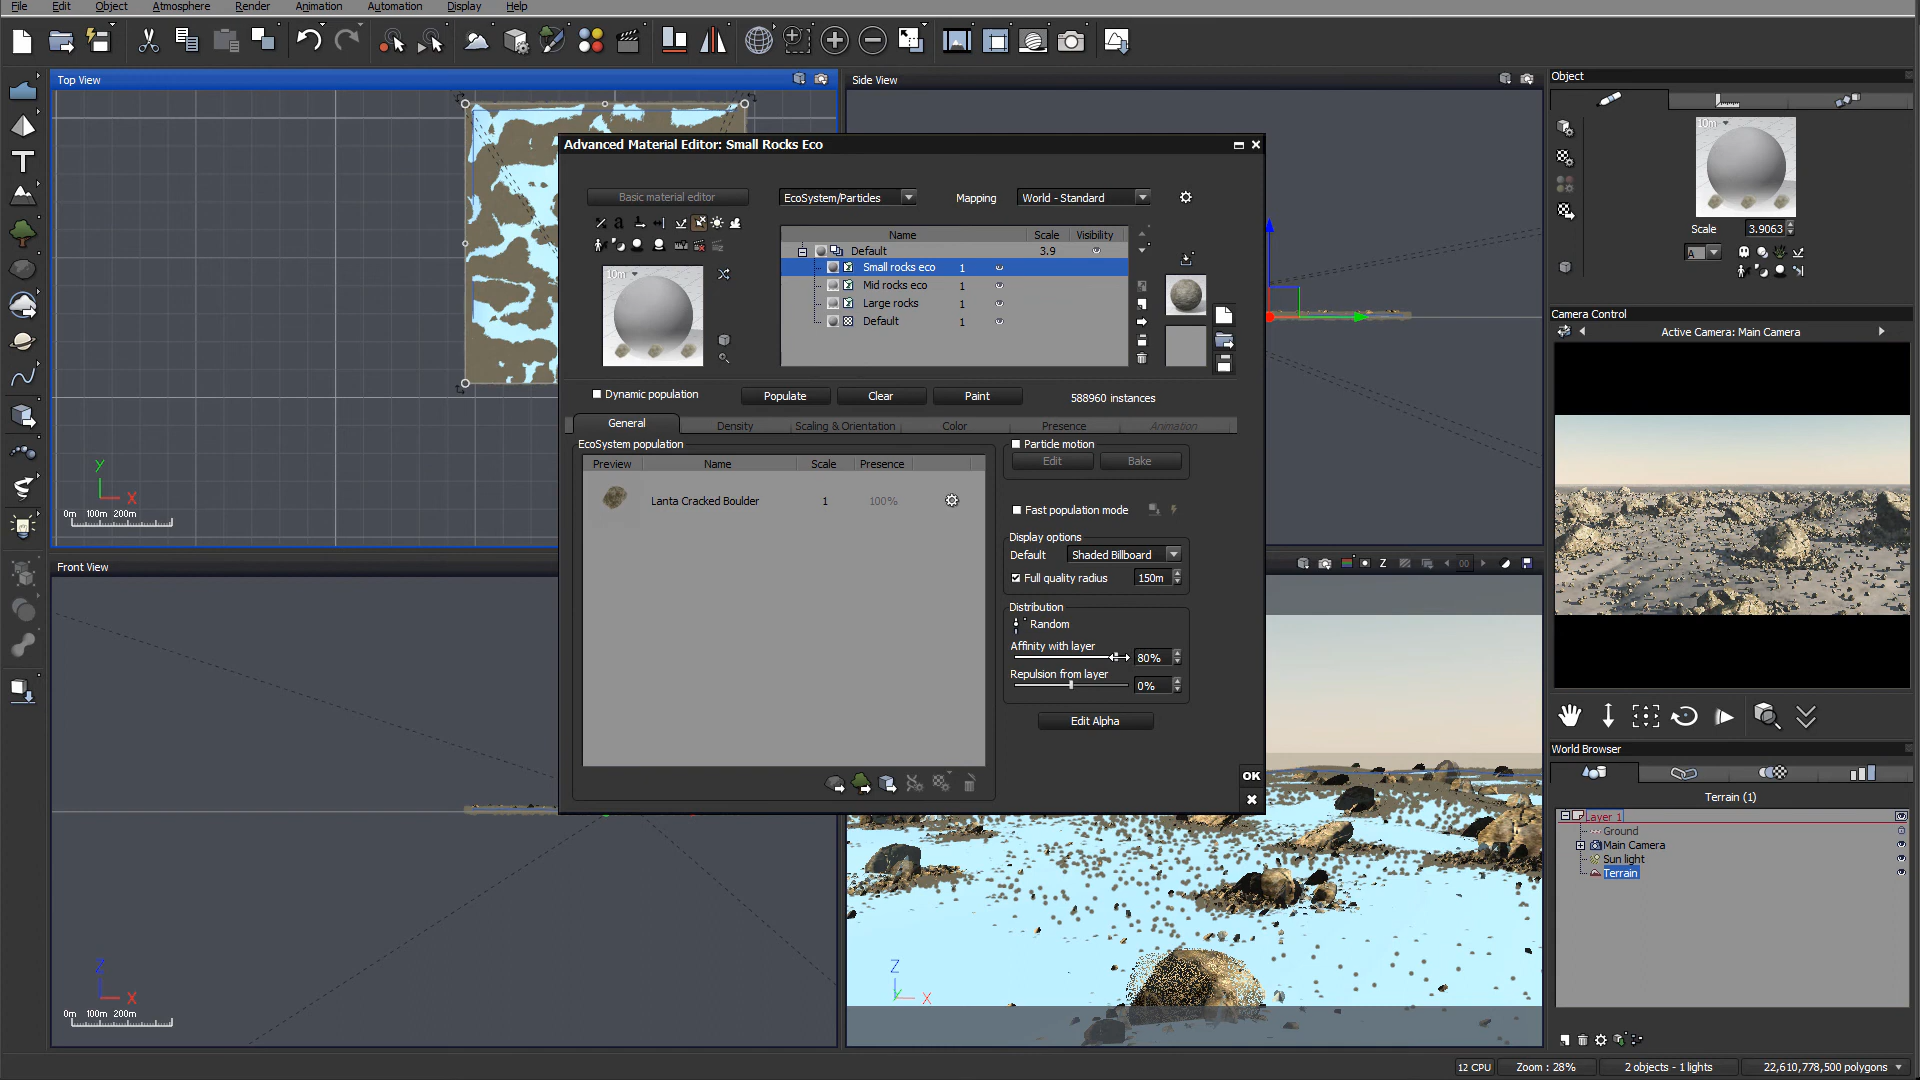 File Edit Object Atmosphere Render Animation Automation Display Help
Top View
Side View
Object
10m
Scale 3.9063
A
Advanced Material Editor: Small Rocks Eco
Basic material editor
EcoSystem/Particles
Mapping
World - Standard
Name Scale Visibility
Default 3.9
Small rocks eco 1
Mid rocks eco 1
Large rocks 1
Default 1
10m
Dynamic population
Populate
Clear
Paint
588960 instances
General Density Scaling & Orientation Color Presence Animation
EcoSystem population
Preview Name Scale Presence
Lanta Cracked Boulder 1 100%
Particle motion
Edit Bake
Fast population mode
Display options
Default Shaded Billboard
Full quality radius 150m
Distribution
Random
Affinity with layer
80%
Repulsion from layer
0%
Edit Alpha
OK
Y
X
0m 100m 200m
Front View
Z
X
0m 100m 200m
Z 00
Z
Y X
Camera Control
Active Camera: Main Camera
World Browser
Terrain (1)
Layer 1
Ground
Main Camera
Sun light
Terrain
12 CPU Zoom : 28% 2 objects - 1 lights 22,610,778,500 polygons